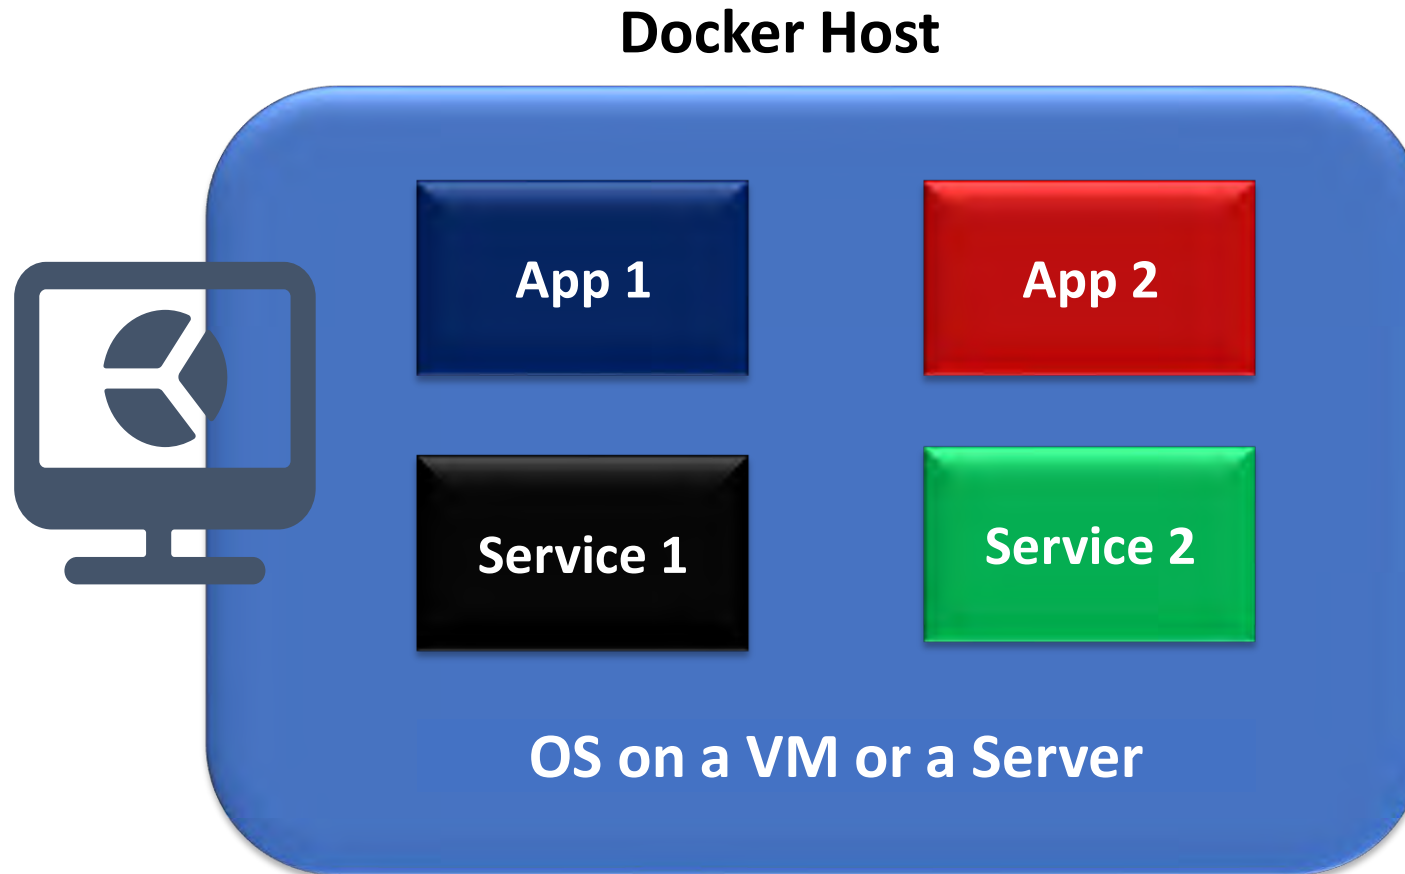 Docker Host
App 1
App 2
Service 1
Service 2
OS on a VM or a Server